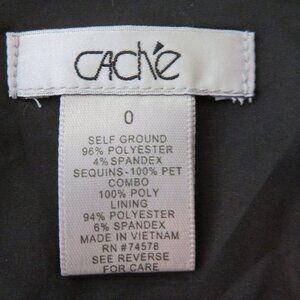 CACHé
0
SELF GROUND
96% POLYESTER
4% SPANDEX
SEQUINS-100% PET
COMBO
100% POLY
LINING
94% POLYESTER
6% SPANDEX
MADE IN VIETNAM
RN #74578
SEE REVERSE
FOR CARE